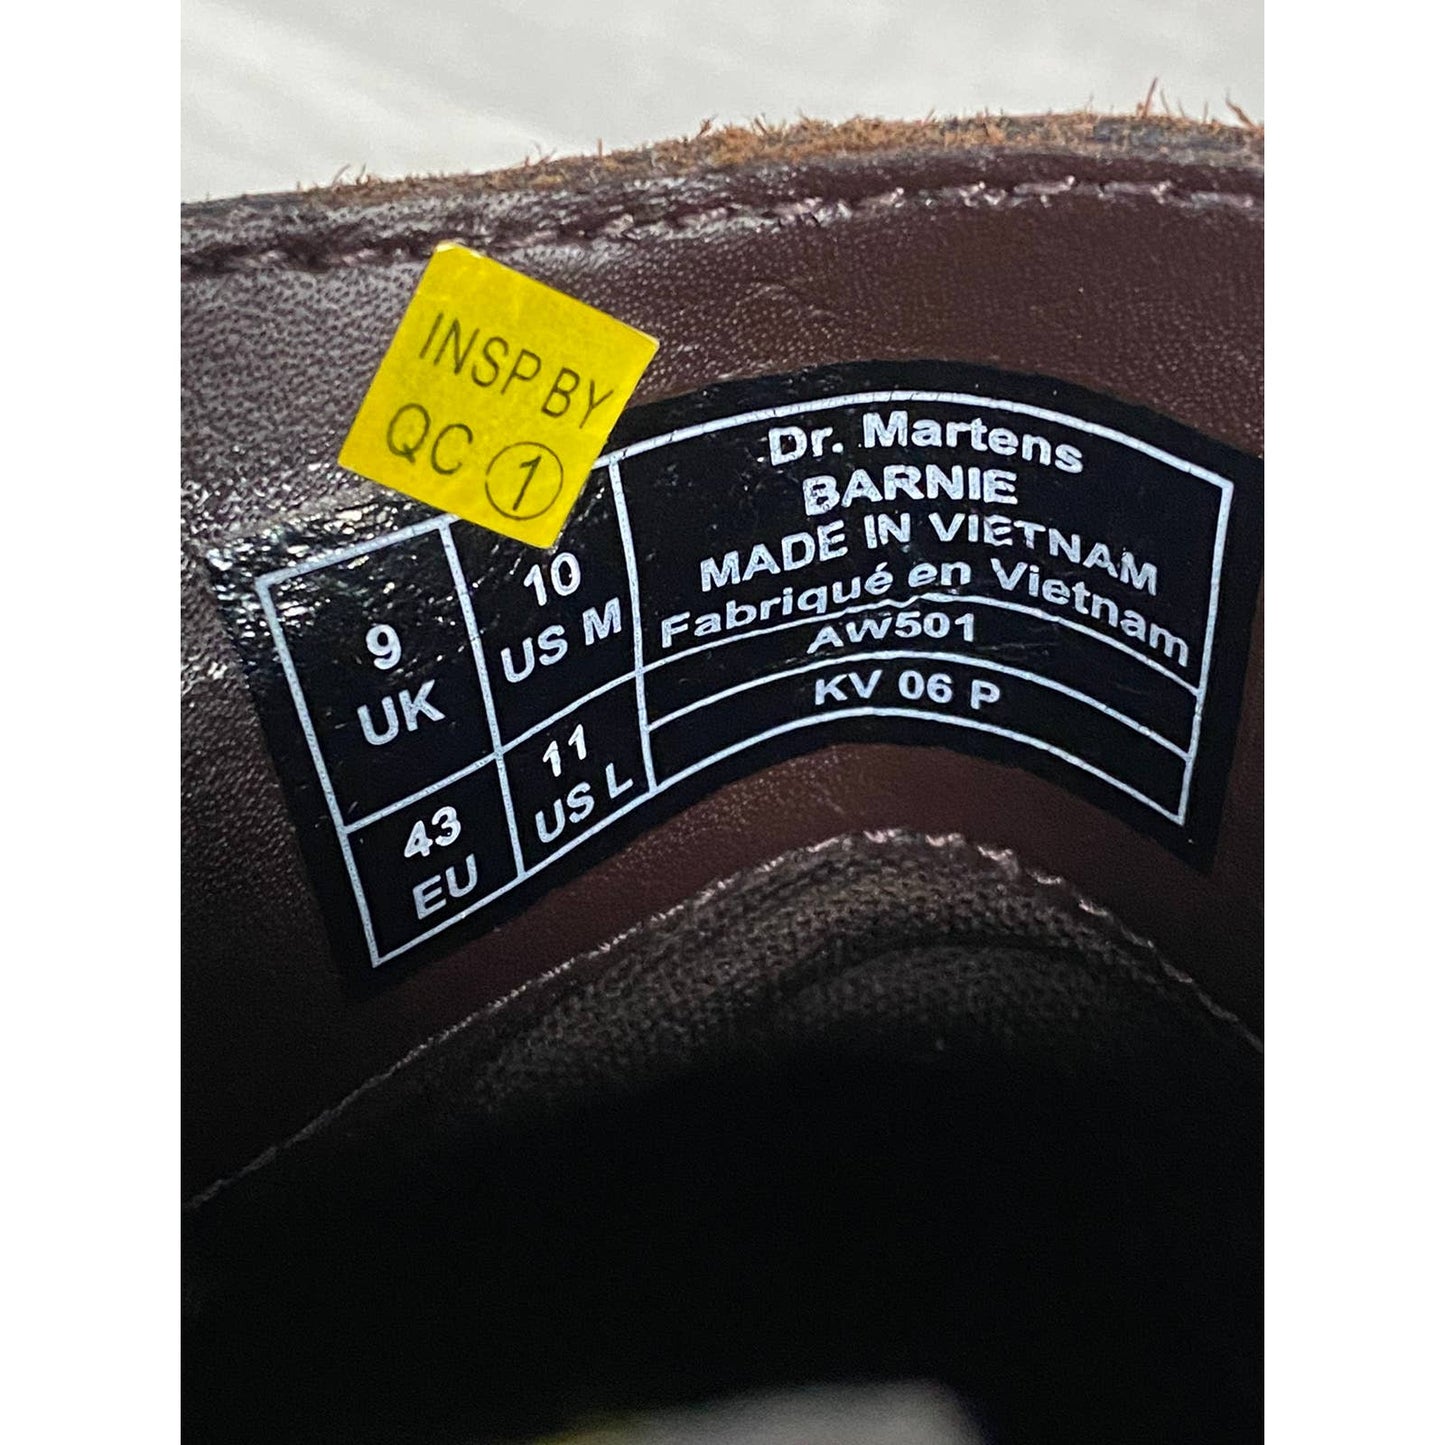 INSP BY
QC 1
9
UK
10
US M
43
EU
11
US L
Dr. Martens
BARNIE
MADE IN VIETNAM
Fabriqué en Vietnam
AW501
KV 06 P